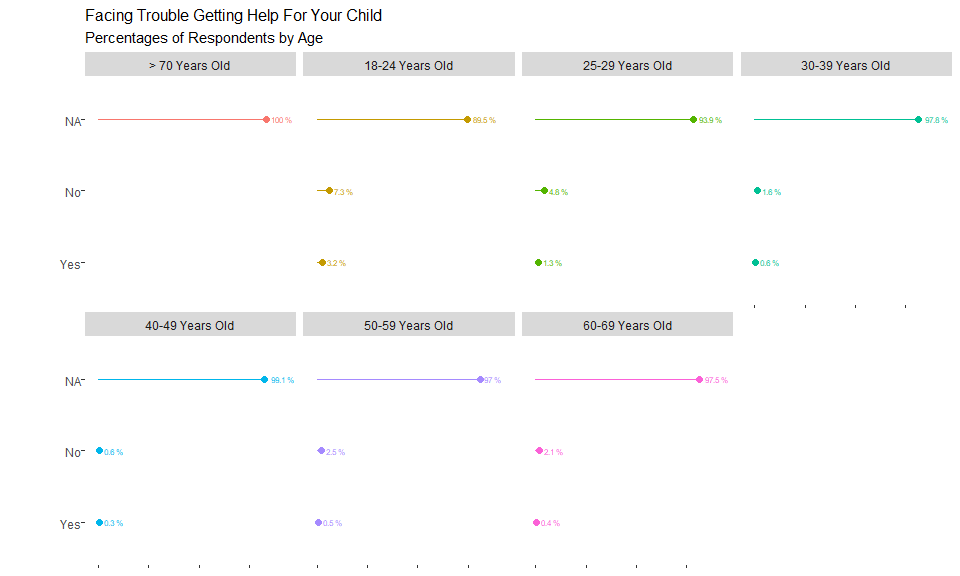 Facing Trouble Getting Help For Your Child
Percentages of Respondents by Age
> 70 Years Old
18-24 Years Old
25-29 Years Old
30-39 Years Old
NA
100 %
89.5 %
93.9 %
97.8 %
No
7.3 %
4.8 %
1.6 %
Yes
3.2 %
1.3 %
0.6 %
40-49 Years Old
50-59 Years Old
60-69 Years Old
NA
99.1 %
97 %
97.5 %
No
0.6 %
2.5 %
2.1 %
Yes
0.3 %
0.5 %
0.4 %